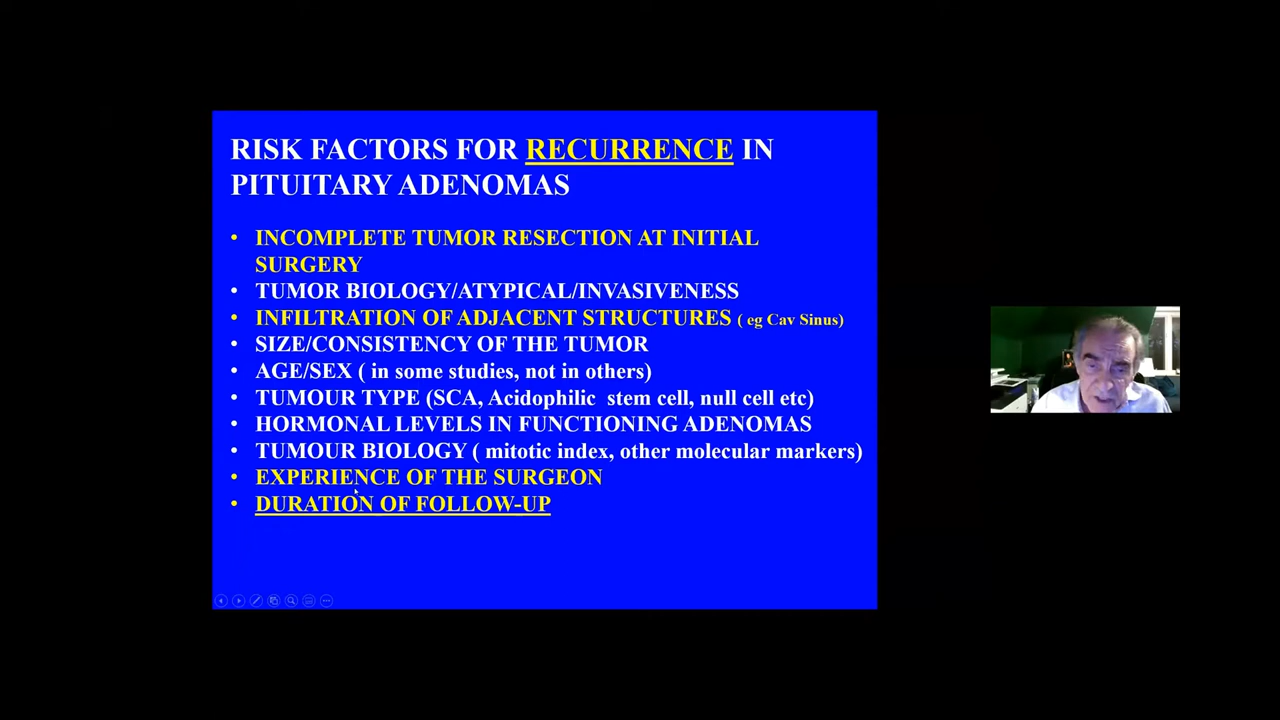 RISK FACTORS FOR RECURRENCE IN
PITUITARY ADENOMAS
• INCOMPLETE TUMOR RESECTION AT INITIAL
SURGERY
• TUMOR BIOLOGY/ATYPICAL/INVASIVENESS
• INFILTRATION OF ADJACENT STRUCTURES ( eg Cav Sinus)
• SIZE/CONSISTENCY OF THE TUMOR
• AGE/SEX ( in some studies, not in others)
• TUMOUR TYPE (SCA, Acidophilic stem cell, null cell etc)
• HORMONAL LEVELS IN FUNCTIONING ADENOMAS
• TUMOUR BIOLOGY ( mitotic index, other molecular markers)
• EXPERIENCE OF THE SURGEON
• DURATION OF FOLLOW-UP